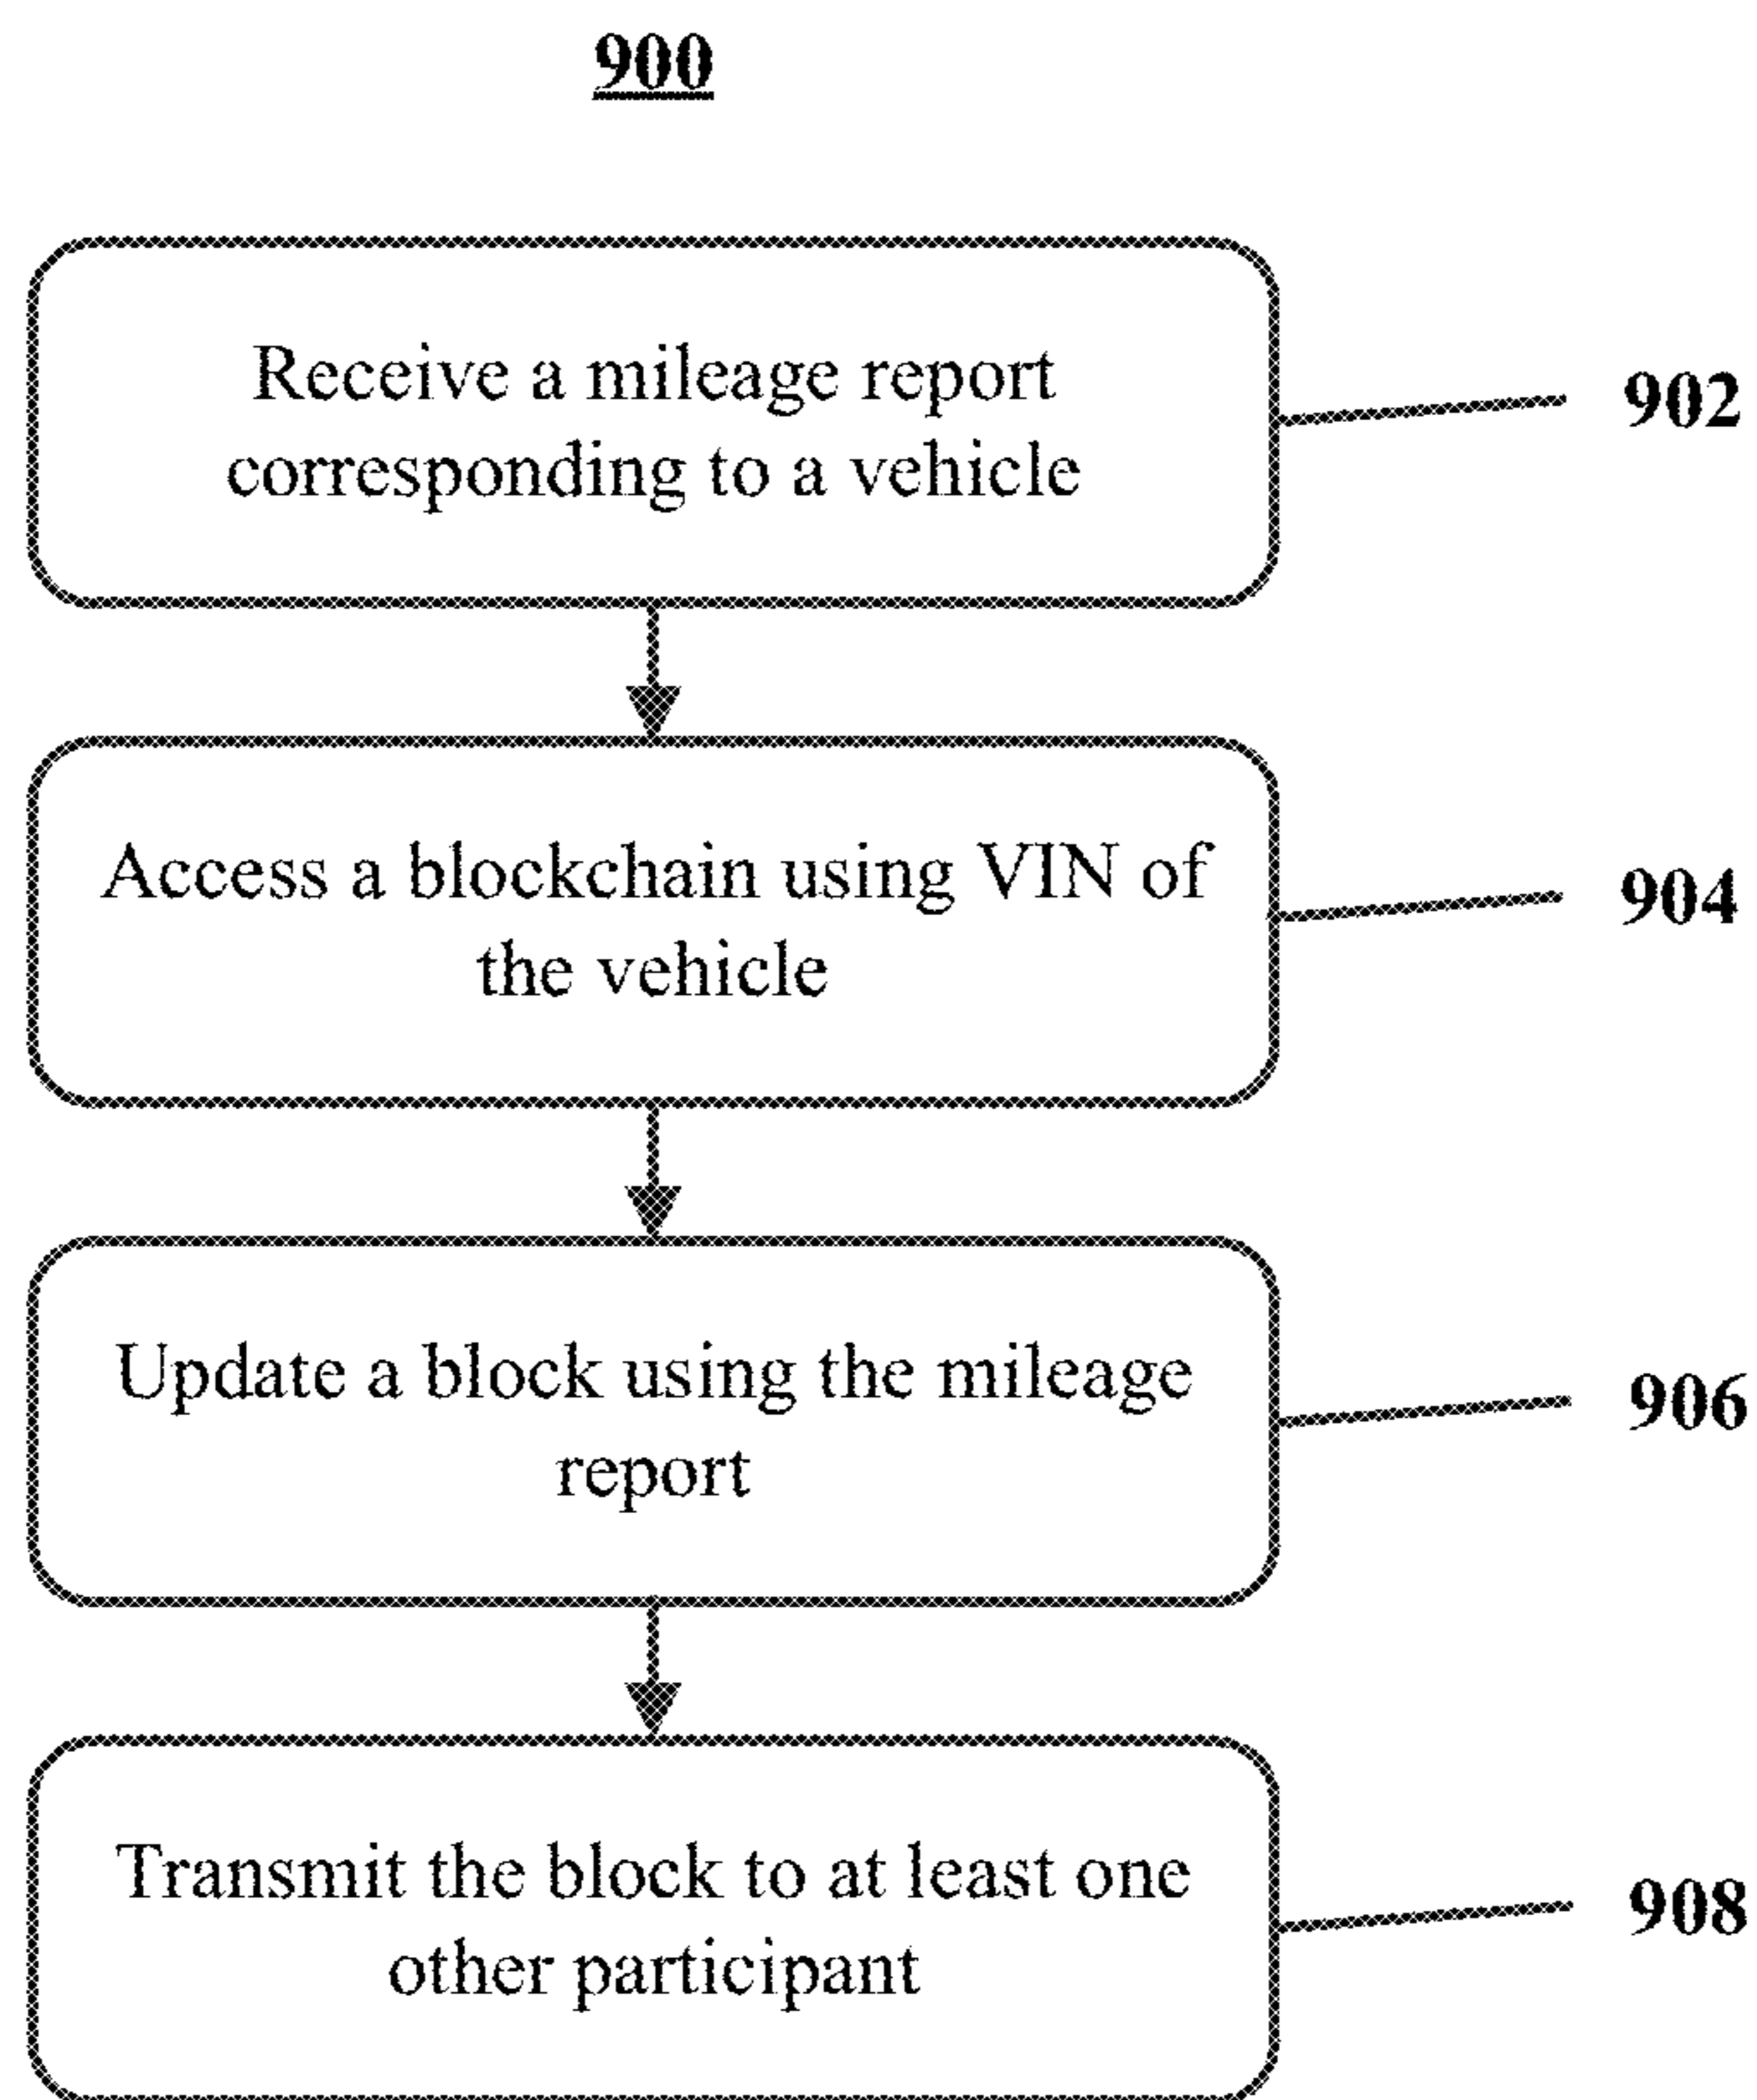 900
Receive a mileage report
corresponding to a vehicle
902
Access a blockchain using VIN of
the vehicle
904
Update a block using the mileage
report
906
Transmit the block to at least one
other participant
908